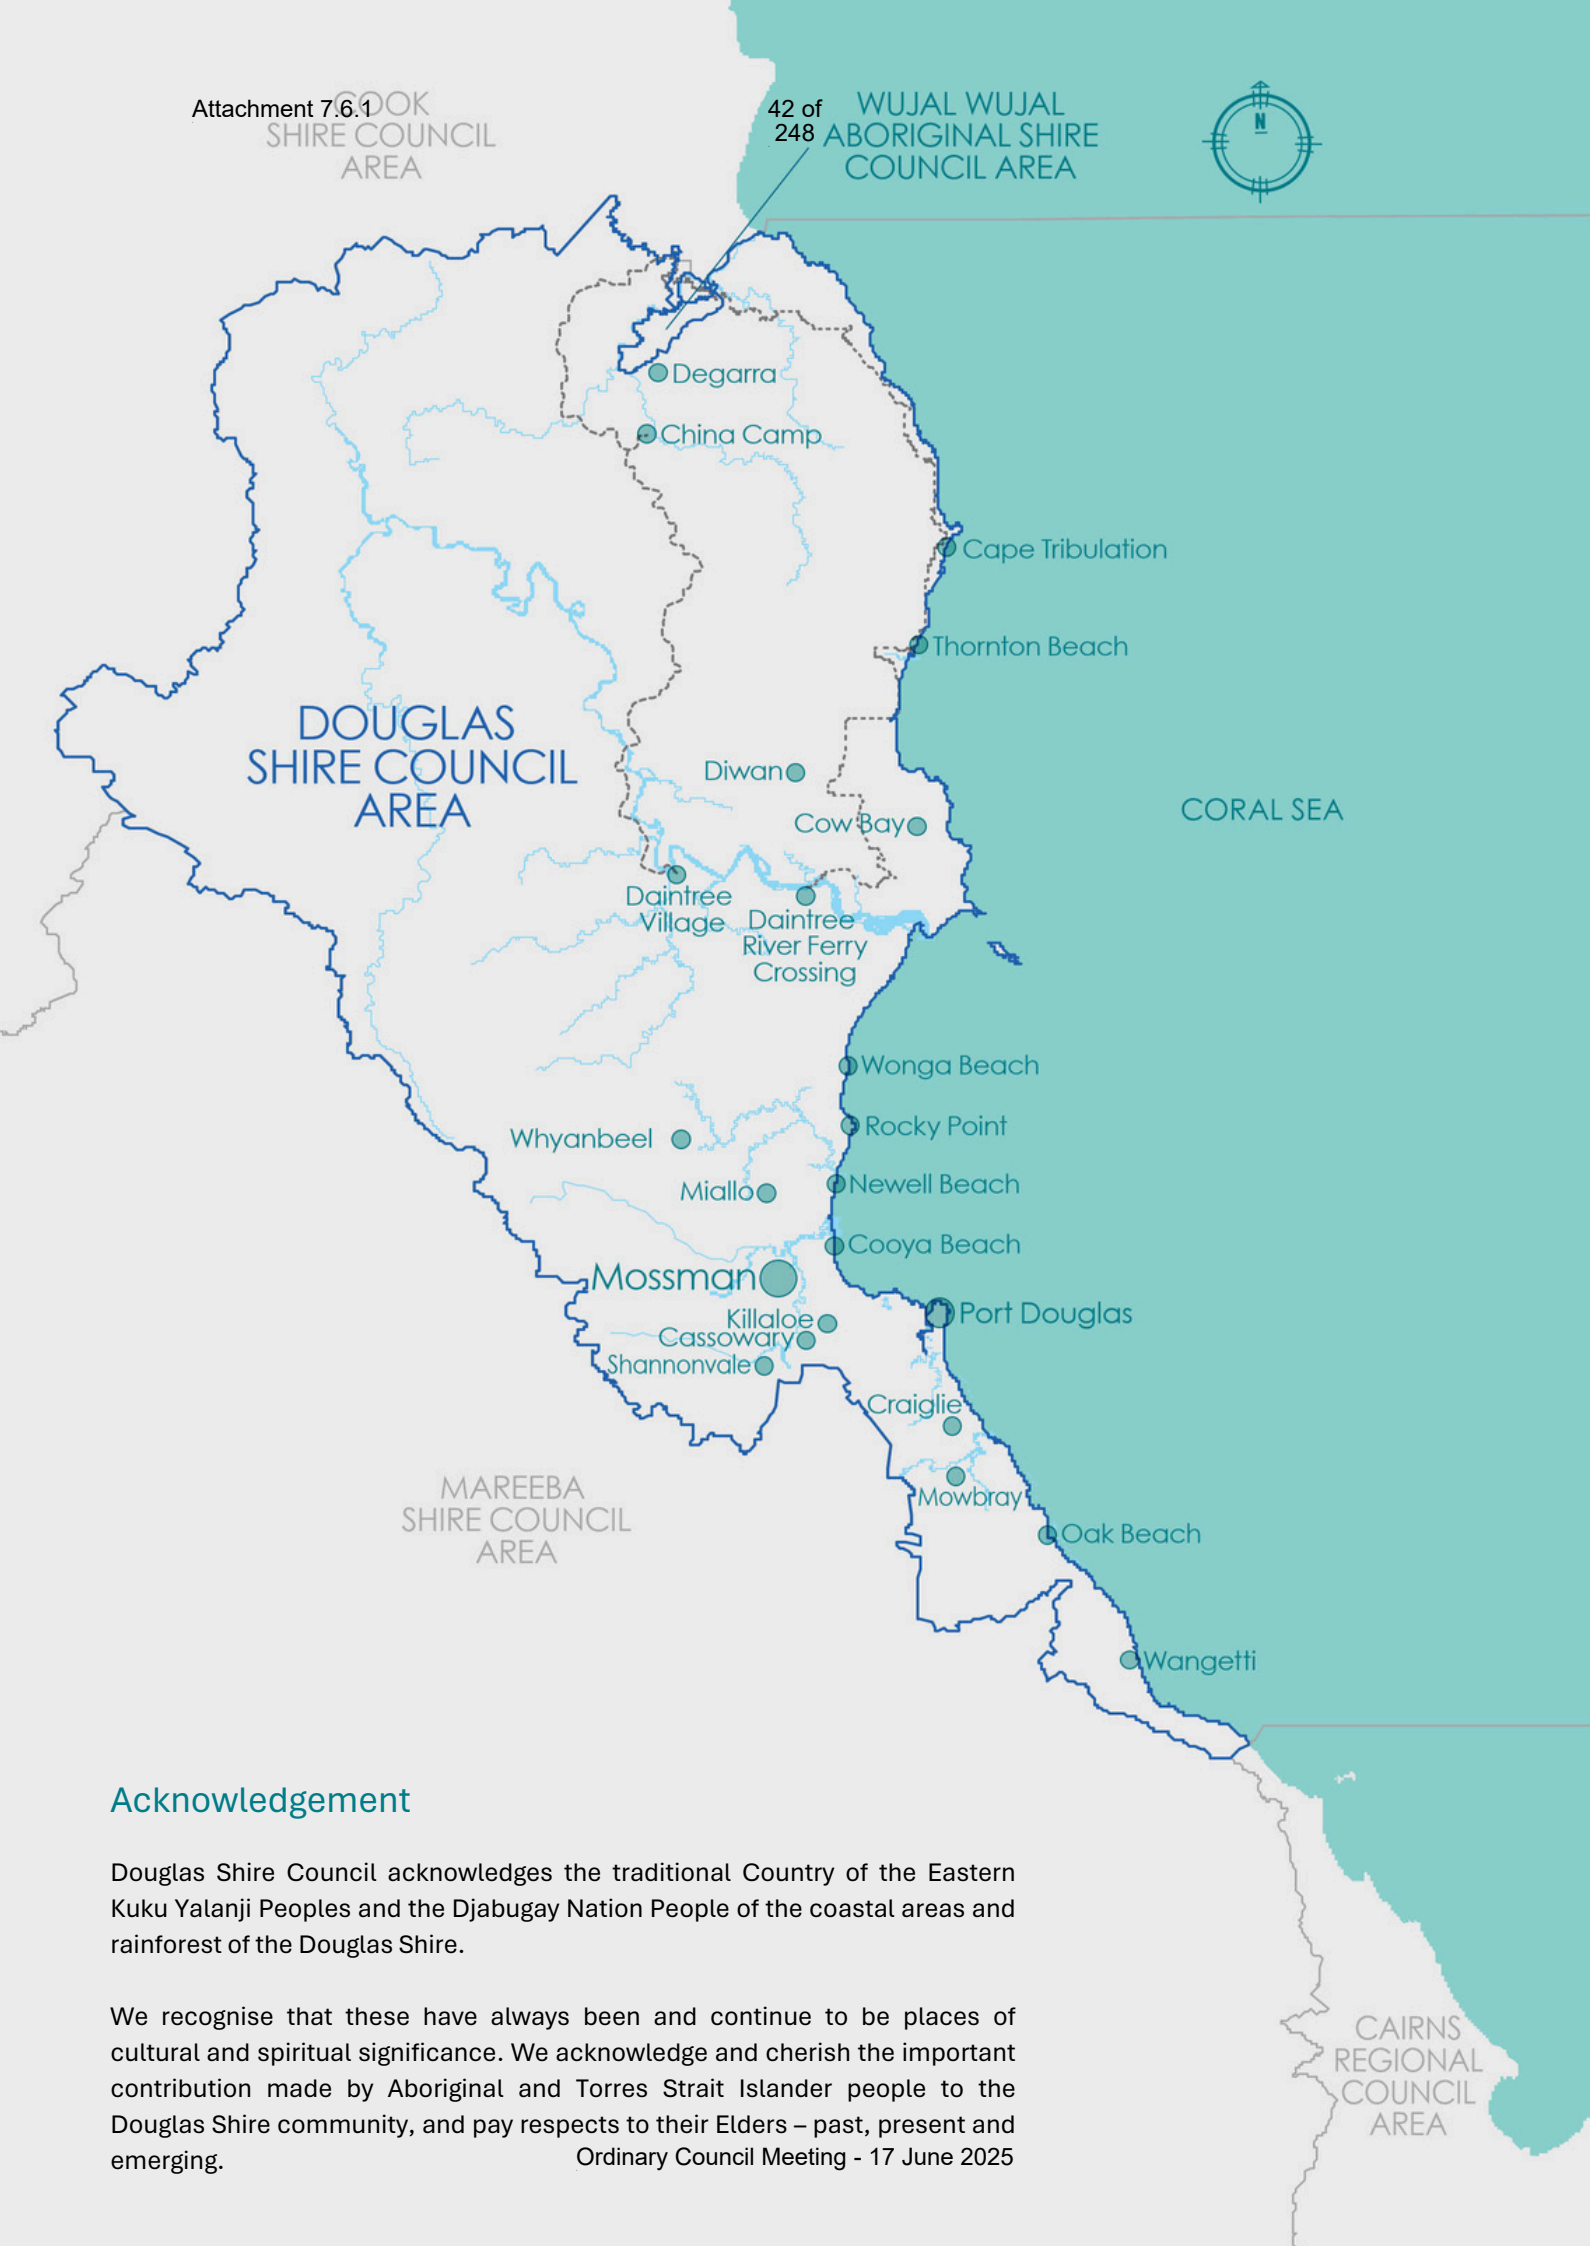 Attachment 7.6.1
42 of
248
COOK
SHIRE COUNCIL
AREA
WUJAL WUJAL
ABORIGINAL SHIRE
COUNCIL AREA
N
Degarra
China Camp
Cape Tribulation
Thornton Beach
DOUGLAS
SHIRE COUNCIL
AREA
Diwan
Cow Bay
CORAL SEA
Daintree
Village
Daintree
River Ferry
Crossing
Wonga Beach
Rocky Point
Whyanbeel
Miallo
Newell Beach
Cooya Beach
Mossman
Port Douglas
Killaloe
Cassowary
Shannonvale
Craiglie
Mowbray
MAREEBA
SHIRE COUNCIL
AREA
Oak Beach
Wangetti
Acknowledgement
Douglas Shire Council acknowledges the traditional Country of the Eastern
Kuku Yalanji Peoples and the Djabugay Nation People of the coastal areas and
rainforest of the Douglas Shire.
We recognise that these have always been and continue to be places of
cultural and spiritual significance. We acknowledge and cherish the important
contribution made by Aboriginal and Torres Strait Islander people to the
Douglas Shire community, and pay respects to their Elders – past, present and
emerging.
CAIRNS
REGIONAL
COUNCIL
AREA
Ordinary Council Meeting - 17 June 2025